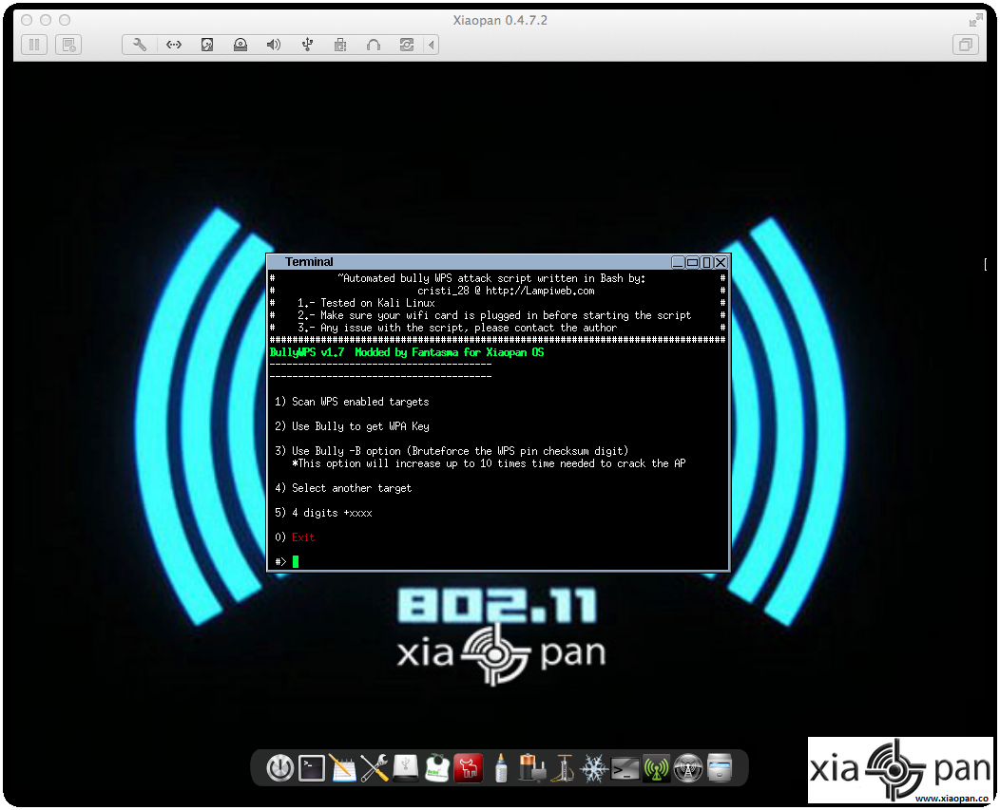 Xiaopan 0.4.7.2
Terminal
# ~Automated bully WPS attack script written in Bash by: #
# cristi_28 @ http://Lampiweb.com #
# 1.- Tested on Kali Linux #
# 2.- Make sure your wifi card is plugged in before starting the script #
# 3.- Any issue with the script, please contact the author #
################################################################################
BullyWPS v1.7 Modded by Fantasma for Xiaopan OS
---------------------------------------
---------------------------------------
1) Scan WPS enabled targets
2) Use Bully to get WPA Key
3) Use Bully -B option (Bruteforce the WPS pin checksum digit)
*This option will increase up to 10 times time needed to crack the AP
4) Select another target
5) 4 digits +xxxx
0) Exit
#>
802.11
xia pan
xia pan
www.xiaopan.co